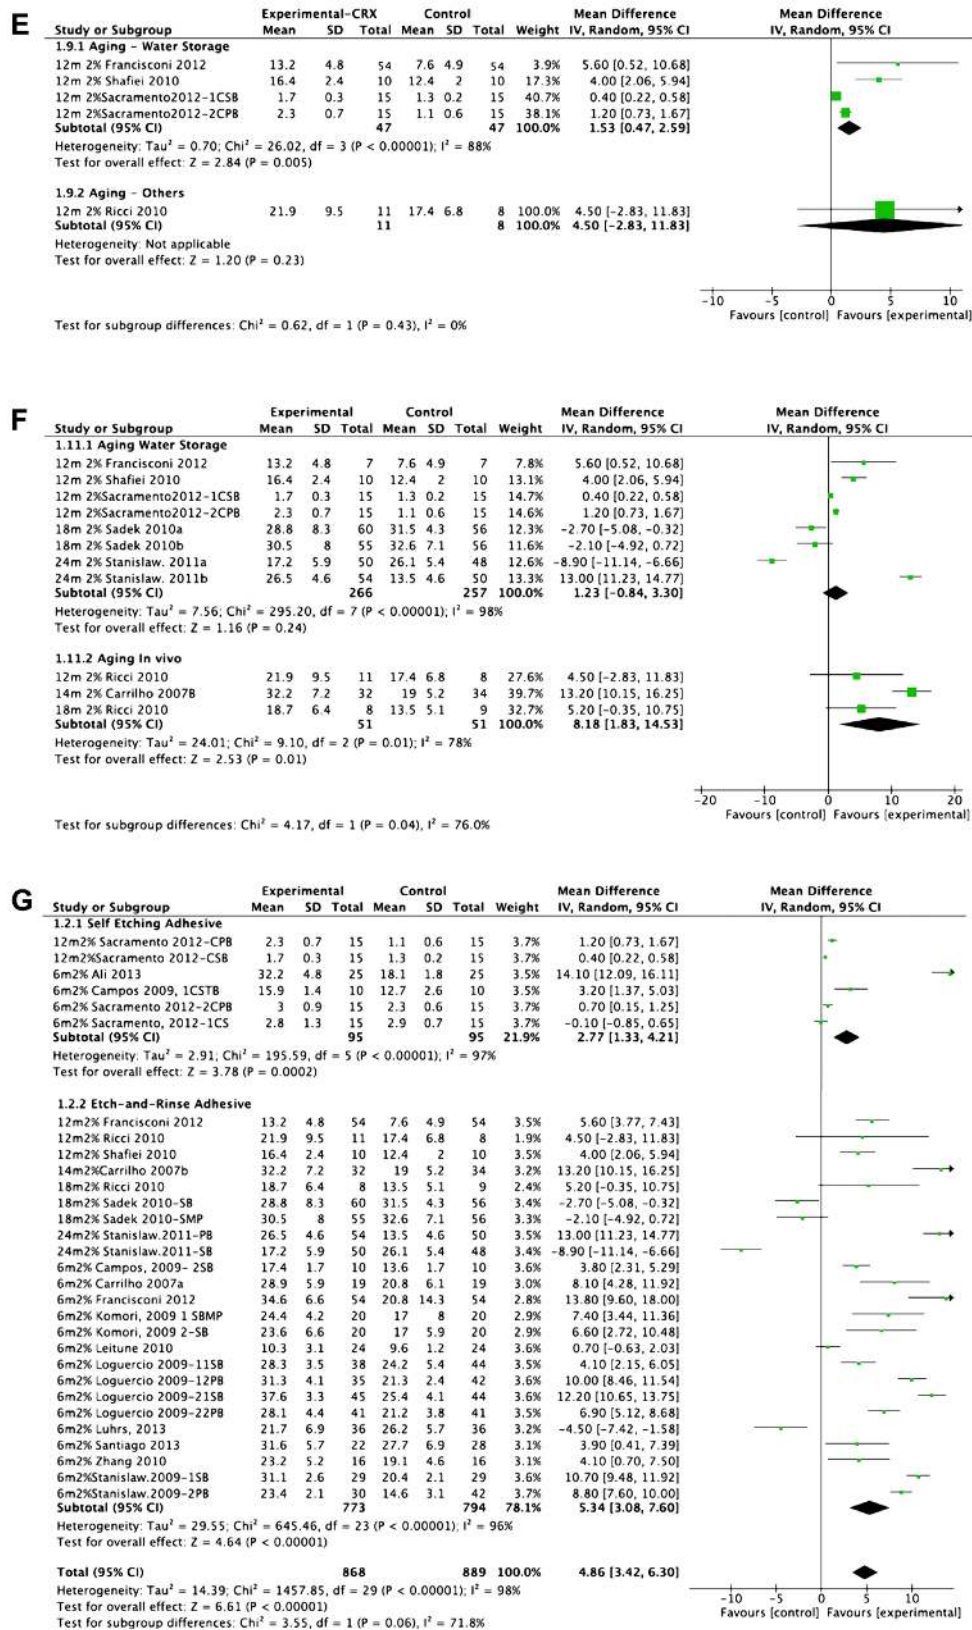 E
Experimental-CRX Control Mean Difference Mean Difference
Study or Subgroup Mean SD Total Mean SD Total Weight IV, Random, 95% CI IV, Random, 95% CI
1.9.1 Aging - Water Storage
12m 2% Francisconi 2012 13.2 4.8 54 7.6 4.9 54 3.9% 5.60 [0.52, 10.68]
12m 2% Shafiei 2010 16.4 2.4 10 12.4 2 10 17.3% 4.00 [2.06, 5.94]
12m 2%Sacramento2012-1CSB 1.7 0.3 15 1.3 0.2 15 40.7% 0.40 [0.22, 0.58]
12m 2%Sacramento2012-2CPB 2.3 0.7 15 1.1 0.6 15 38.1% 1.20 [0.73, 1.67]
Subtotal (95% CI) 47 47 100.0% 1.53 [0.47, 2.59]
Heterogeneity: Tau² = 0.70; Chi² = 26.02, df = 3 (P < 0.00001); I² = 88%
Test for overall effect: Z = 2.84 (P = 0.005)
1.9.2 Aging - Others
12m 2% Ricci 2010 21.9 9.5 11 17.4 6.8 8 100.0% 4.50 [-2.83, 11.83]
Subtotal (95% CI) 11 8 100.0% 4.50 [-2.83, 11.83]
Heterogeneity: Not applicable
Test for overall effect: Z = 1.20 (P = 0.23)
-10 -5 0 5 10
Favours [control] Favours [experimental]
Test for subgroup differences: Chi² = 0.62, df = 1 (P = 0.43), I² = 0%
F
Experimental Control Mean Difference Mean Difference
Study or Subgroup Mean SD Total Mean SD Total Weight IV, Random, 95% CI IV, Random, 95% CI
1.11.1 Aging Water Storage
12m 2% Francisconi 2012 13.2 4.8 7 7.6 4.9 7 7.8% 5.60 [0.52, 10.68]
12m 2% Shafiei 2010 16.4 2.4 10 12.4 2 10 13.1% 4.00 [2.06, 5.94]
12m 2%Sacramento2012-1CSB 1.7 0.3 15 1.3 0.2 15 14.7% 0.40 [0.22, 0.58]
12m 2%Sacramento2012-2CPB 2.3 0.7 15 1.1 0.6 15 14.6% 1.20 [0.73, 1.67]
18m 2% Sadek 2010a 28.8 8.3 60 31.5 4.3 56 12.3% -2.70 [-5.08, -0.32]
18m 2% Sadek 2010b 30.5 8 55 32.6 7.1 56 11.6% -2.10 [-4.92, 0.72]
24m 2% Stanislaw. 2011a 17.2 5.9 50 26.1 5.4 48 12.6% -8.90 [-11.14, -6.66]
24m 2% Stanislaw. 2011b 26.5 4.6 54 13.5 4.6 50 13.3% 13.00 [11.23, 14.77]
Subtotal (95% CI) 266 257 100.0% 1.23 [-0.84, 3.30]
Heterogeneity: Tau² = 7.56; Chi² = 295.20, df = 7 (P < 0.00001); I² = 98%
Test for overall effect: Z = 1.16 (P = 0.24)
1.11.2 Aging In vivo
12m 2% Ricci 2010 21.9 9.5 11 17.4 6.8 8 27.6% 4.50 [-2.83, 11.83]
14m 2% Carrilho 2007B 32.2 7.2 32 19 5.2 34 39.7% 13.20 [10.15, 16.25]
18m 2% Ricci 2010 18.7 6.4 8 13.5 5.1 9 32.7% 5.20 [-0.35, 10.75]
Subtotal (95% CI) 51 51 100.0% 8.18 [1.83, 14.53]
Heterogeneity: Tau² = 24.01; Chi² = 9.10, df = 2 (P = 0.01); I² = 78%
Test for overall effect: Z = 2.53 (P = 0.01)
-20 -10 0 10 20
Favours [control] Favours [experimental]
Test for subgroup differences: Chi² = 4.17, df = 1 (P = 0.04), I² = 76.0%
G
Experimental Control Mean Difference Mean Difference
Study or Subgroup Mean SD Total Mean SD Total Weight IV, Random, 95% CI IV, Random, 95% CI
1.2.1 Self Etching Adhesive
12m2% Sacramento 2012-CPB 2.3 0.7 15 1.1 0.6 15 3.7% 1.20 [0.73, 1.67]
12m2%Sacramento 2012-CSB 1.7 0.3 15 1.3 0.2 15 3.7% 0.40 [0.22, 0.58]
6m2% Ali 2013 32.2 4.8 25 18.1 1.8 25 3.5% 14.10 [12.09, 16.11]
6m2% Campos 2009, 1CSTB 15.9 1.4 10 12.7 2.6 10 3.5% 3.20 [1.37, 5.03]
6m2% Sacramento 2012-2CPB 3 0.9 15 2.3 0.6 15 3.7% 0.70 [0.15, 1.25]
6m2% Sacramento, 2012-1CS 2.8 1.3 15 2.9 0.7 15 3.7% -0.10 [-0.85, 0.65]
Subtotal (95% CI) 95 95 21.9% 2.77 [1.33, 4.21]
Heterogeneity: Tau² = 2.91; Chi² = 195.59, df = 5 (P < 0.00001); I² = 97%
Test for overall effect: Z = 3.78 (P = 0.0002)
1.2.2 Etch-and-Rinse Adhesive
12m2% Francisconi 2012 13.2 4.8 54 7.6 4.9 54 3.5% 5.60 [3.77, 7.43]
12m2% Ricci 2010 21.9 9.5 11 17.4 6.8 8 1.9% 4.50 [-2.83, 11.83]
12m2% Shafiei 2010 16.4 2.4 10 12.4 2 10 3.5% 4.00 [2.06, 5.94]
14m2%Carrilho 2007b 32.2 7.2 32 19 5.2 34 3.2% 13.20 [10.15, 16.25]
18m2% Ricci 2010 18.7 6.4 8 13.5 5.1 9 2.4% 5.20 [-0.35, 10.75]
18m2% Sadek 2010-SB 28.8 8.3 60 31.5 4.3 56 3.4% -2.70 [-5.08, -0.32]
18m2% Sadek 2010-SMP 30.5 8 55 32.6 7.1 56 3.3% -2.10 [-4.92, 0.72]
24m2% Stanislaw.2011-PB 26.5 4.6 54 13.5 4.6 50 3.5% 13.00 [11.23, 14.77]
24m2% Stanislaw.2011-SB 17.2 5.9 50 26.1 5.4 48 3.4% -8.90 [-11.14, -6.66]
6m2% Campos, 2009- 2SB 17.4 1.7 10 13.6 1.7 10 3.6% 3.80 [2.31, 5.29]
6m2% Carrilho 2007a 28.9 5.9 19 20.8 6.1 19 3.0% 8.10 [4.28, 11.92]
6m2% Francisconi 2012 34.6 6.6 54 20.8 14.3 54 2.8% 13.80 [9.60, 18.00]
6m2% Komori, 2009 1 SBMP 24.4 4.2 20 17 8 20 2.9% 7.40 [3.44, 11.36]
6m2% Komori, 2009 2-SB 23.6 6.6 20 17 5.9 20 2.9% 6.60 [2.72, 10.48]
6m2% Leitune 2010 10.3 3.1 24 9.6 1.2 24 3.6% 0.70 [-0.63, 2.03]
6m2% Loguercio 2009-11SB 28.3 3.5 38 24.2 5.4 44 3.5% 4.10 [2.15, 6.05]
6m2% Loguercio 2009-12PB 31.3 4.1 35 21.3 2.4 42 3.6% 10.00 [8.46, 11.54]
6m2% Loguercio 2009-21SB 37.6 3.3 45 25.4 4.1 44 3.6% 12.20 [10.65, 13.75]
6m2% Loguercio 2009-22PB 28.1 4.4 41 21.2 3.8 41 3.5% 6.90 [5.12, 8.68]
6m2% Luhrs, 2013 21.7 6.9 36 26.2 5.7 36 3.2% -4.50 [-7.42, -1.58]
6m2% Santiago 2013 31.6 5.7 22 27.7 6.9 28 3.1% 3.90 [0.41, 7.39]
6m2% Zhang 2010 23.2 5.2 16 19.1 4.6 16 3.1% 4.10 [0.70, 7.50]
6m2%Stanislaw.2009-1SB 31.1 2.6 29 20.4 2.1 29 3.6% 10.70 [9.48, 11.92]
6m2%Stanislaw.2009-2PB 23.4 2.1 30 14.6 3.1 42 3.6% 8.80 [7.60, 10.00]
Subtotal (95% CI) 773 794 78.1% 5.34 [3.08, 7.60]
Heterogeneity: Tau² = 29.55; Chi² = 645.46, df = 23 (P < 0.00001); I² = 96%
Test for overall effect: Z = 4.64 (P < 0.00001)
Total (95% CI) 868 889 100.0% 4.86 [3.42, 6.30]
Heterogeneity: Tau² = 14.39; Chi² = 1457.85, df = 29 (P < 0.00001); I² = 98%
Test for overall effect: Z = 6.61 (P < 0.00001)
Test for subgroup differences: Chi² = 3.55, df = 1 (P = 0.06), I² = 71.8%
-10 -5 0 5 10
Favours [control] Favours [experimental]